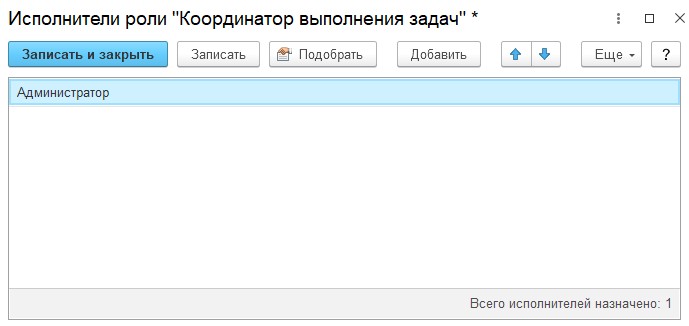 Исполнители роли "Координатор выполнения задач" *
Записать и закрыть Записать Подобрать Добавить Еще ?
Администратор
Всего исполнителей назначено: 1